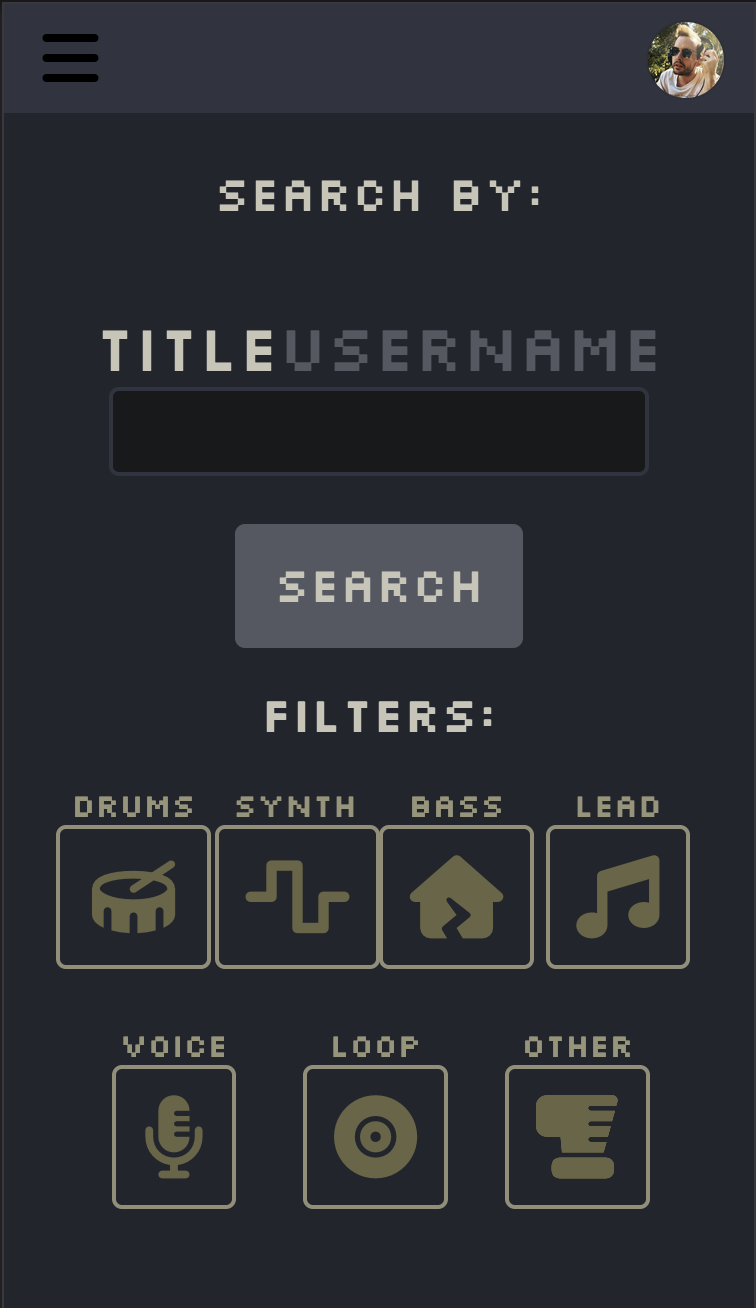 SEARCH BY:
TITLE USERNAME
SEARCH
FILTERS:
DRUMS SYNTH BASS LEAD
VOICE LOOP OTHER